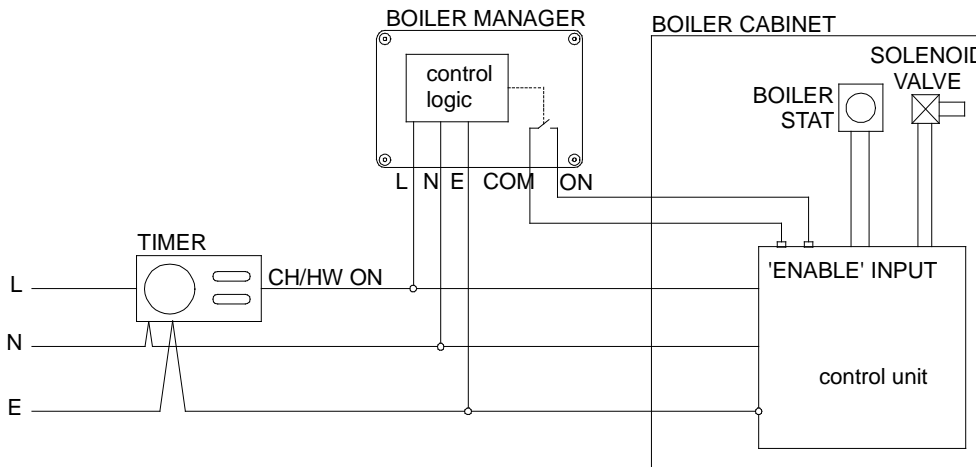 BOILER MANAGER
BOILER CABINET
control
logic
SOLENOID
VALVE
BOILER
STAT
L N E COM ON
TIMER
CH/HW ON
'ENABLE' INPUT
L
N
control unit
E